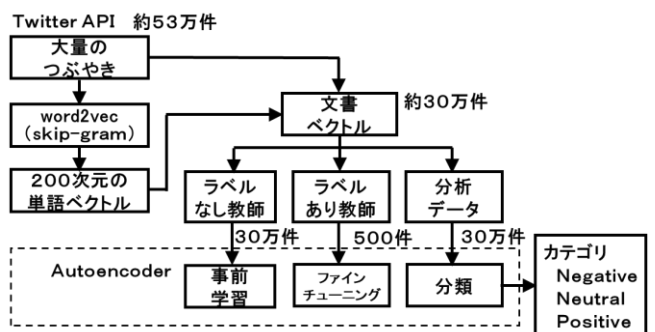 Twitter API 約53万件
大量の
つぶやき
word2vec
(skip-gram)
200次元の
単語ベクトル
文書
ベクトル
約30万件
ラベル
なし教師
ラベル
あり教師
分析
データ
30万件
500件
30万件
Autoencoder
事前
学習
ファイン
チューニング
分類
カテゴリ
Negative
Neutral
Positive